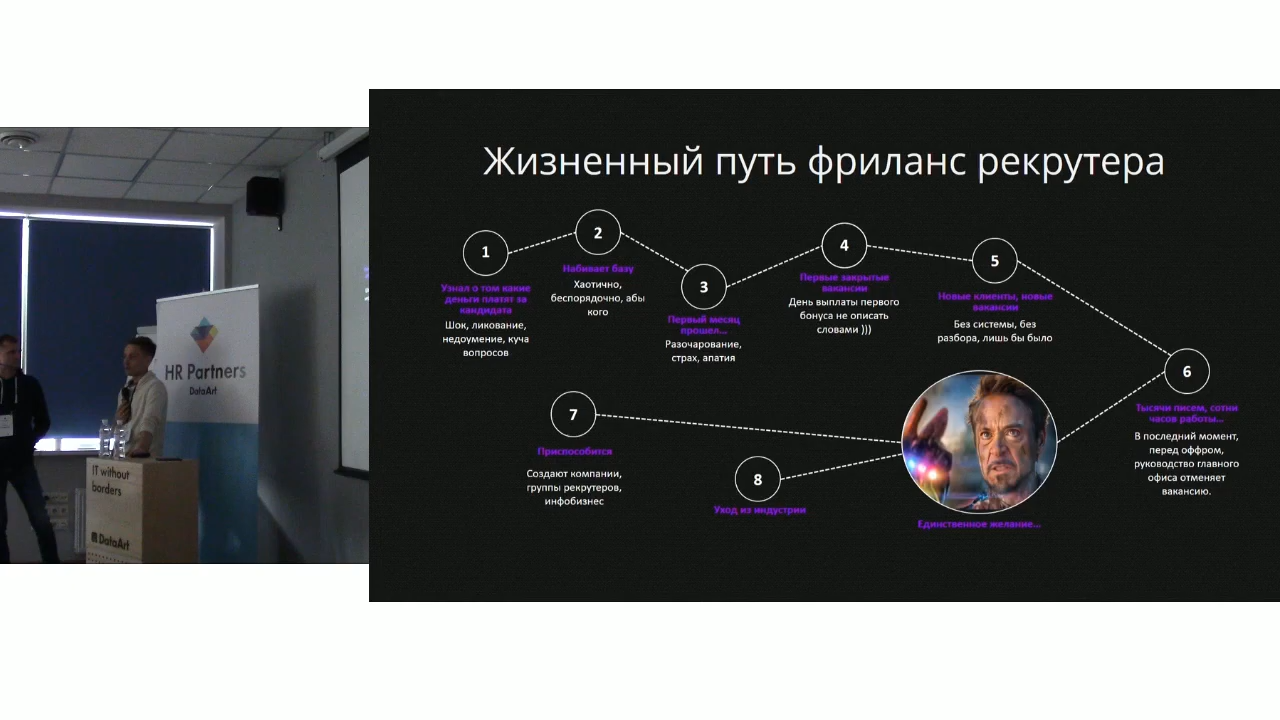 Жизненный путь фриланс рекрутера
1
Узнал о том какие
деньги платят за
кандидата
Шок, ликование,
недоумение, куча
вопросов
2
Набивает базу
Хаотично,
беспорядочно, абы
кого
3
Первый месяц
прошел...
Разочарование,
страх, апатия
4
Первые закрытые
вакансии
День выплаты первого
бонуса не описать
словами )))
5
Новые клиенты, новые
вакансии
Без системы, без
разбора, лишь бы было
6
Тысячи писем, сотни
часов работы...
В последний момент,
перед оффром,
руководство главного
офиса отменяет
вакансию.
Единственное желание...
7
Приспособится
Создают компании,
группы рекрутеров,
инфобизнес
8
Уход из индустрии
HR Partners
DataArt
IT without
borders
DataArt